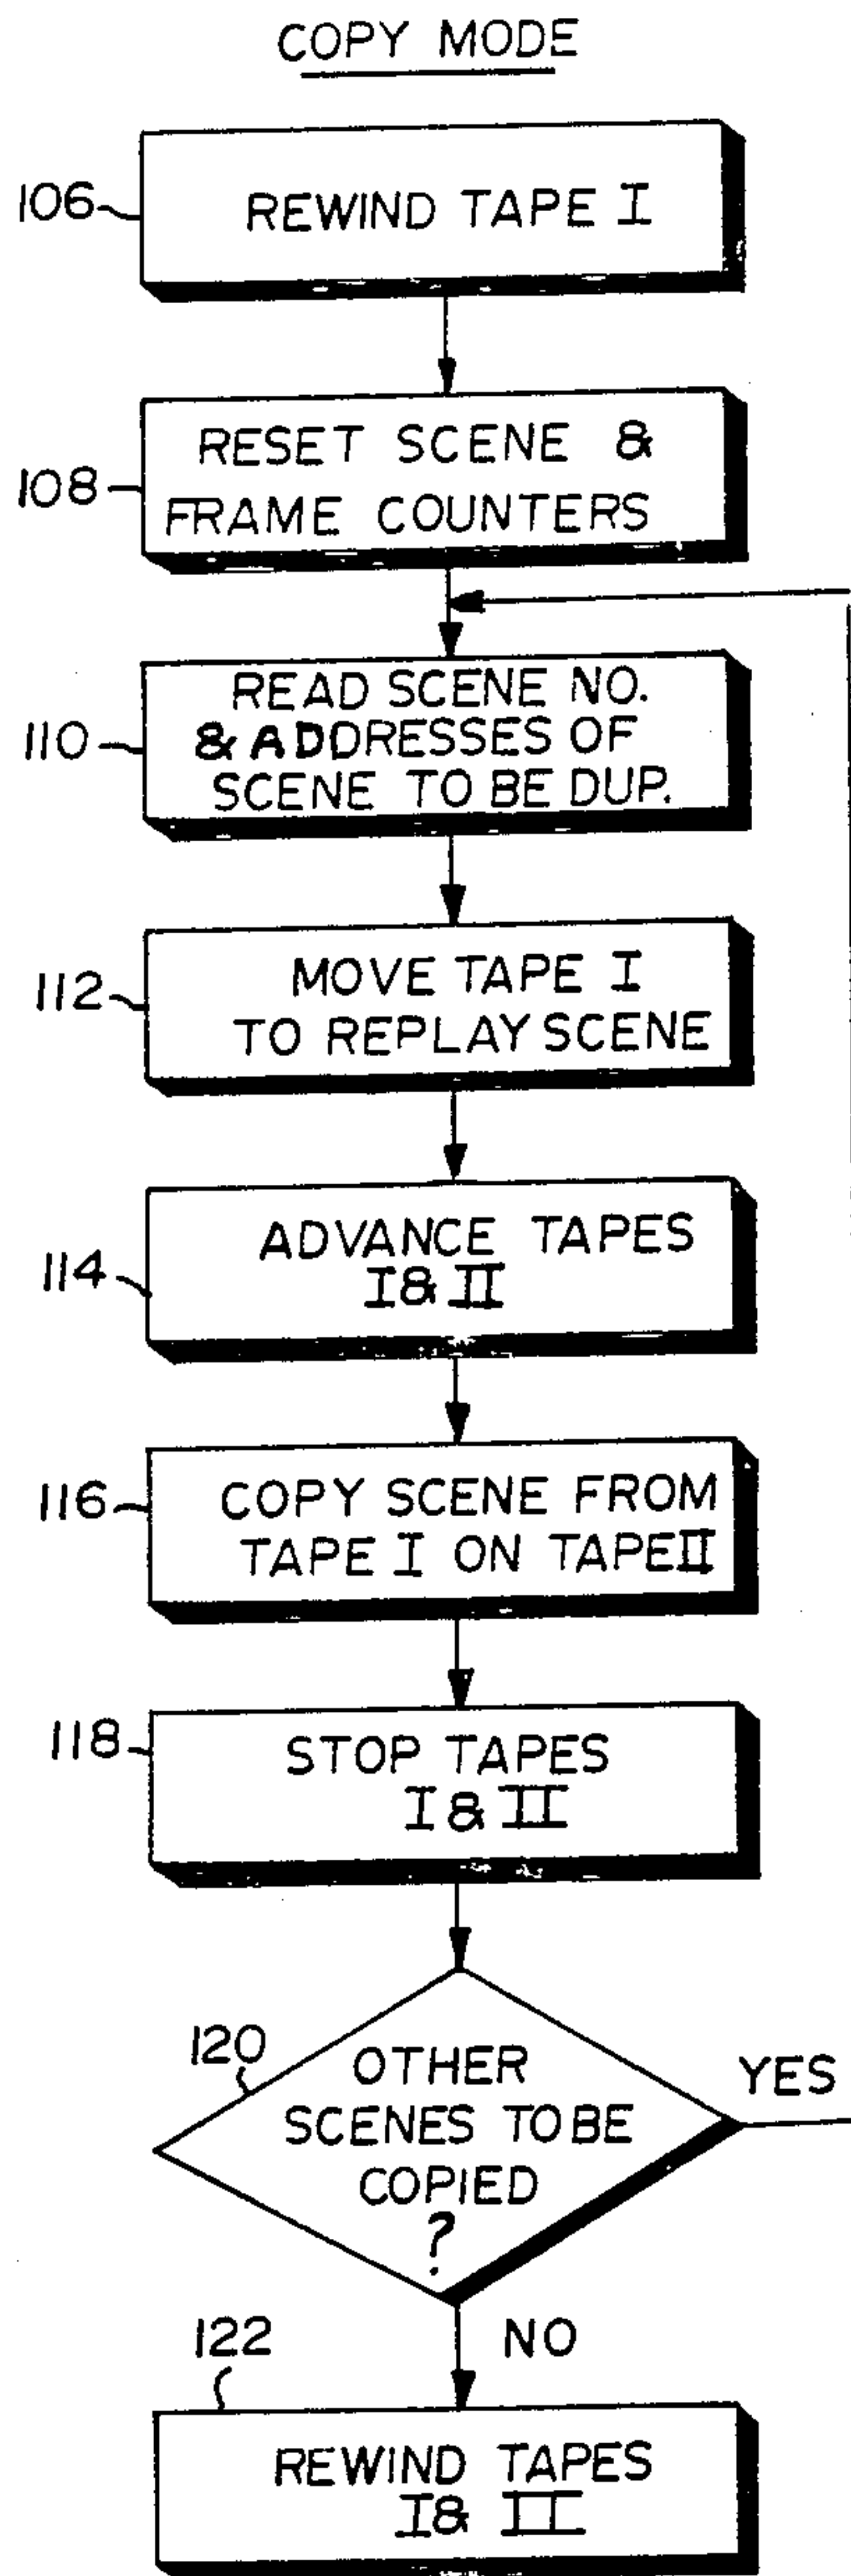 COPY MODE
106
REWIND TAPE I
108
RESET SCENE &
FRAME COUNTERS
110
READ SCENE NO.
& ADDRESSES OF
SCENE TO BE DUP.
112
MOVE TAPE I
TO REPLAY SCENE
114
ADVANCE TAPES
I & II
116
COPY SCENE FROM
TAPE I ON TAPE II
118
STOP TAPES
I & II
120
OTHER
SCENES TO BE
COPIED
?
YES
NO
122
REWIND TAPES
I & II